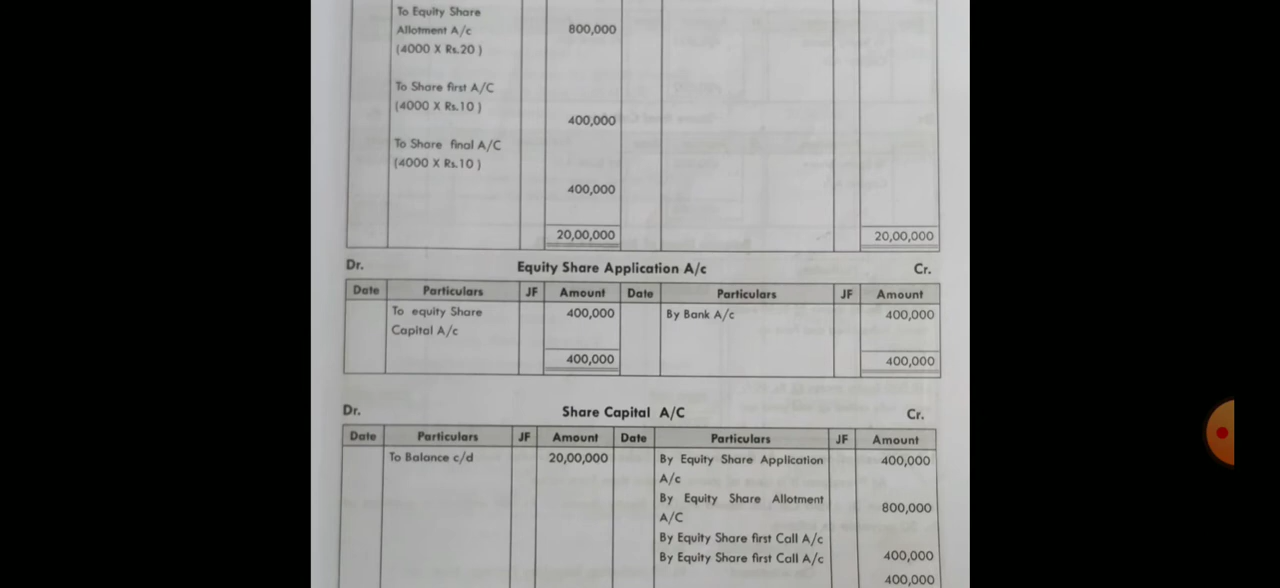 To Equity Share
Allotment A/c 800,000
(4000 X Rs.20 )
To Share first A/C
(4000 X Rs.10 )
400,000
To Share final A/C
(4000 X Rs.10 )
400,000
20,00,000 20,00,000
Dr. Equity Share Application A/c Cr.
Date Particulars JF Amount Date Particulars JF Amount
To equity Share 400,000 By Bank A/c 400,000
Capital A/c
400,000 400,000
Dr. Share Capital A/C Cr.
Date Particulars JF Amount Date Particulars JF Amount
To Balance c/d 20,00,000 By Equity Share Application 400,000
A/c
By Equity Share Allotment
A/C 800,000
By Equity Share first Call A/c
By Equity Share first Call A/c 400,000
400,000